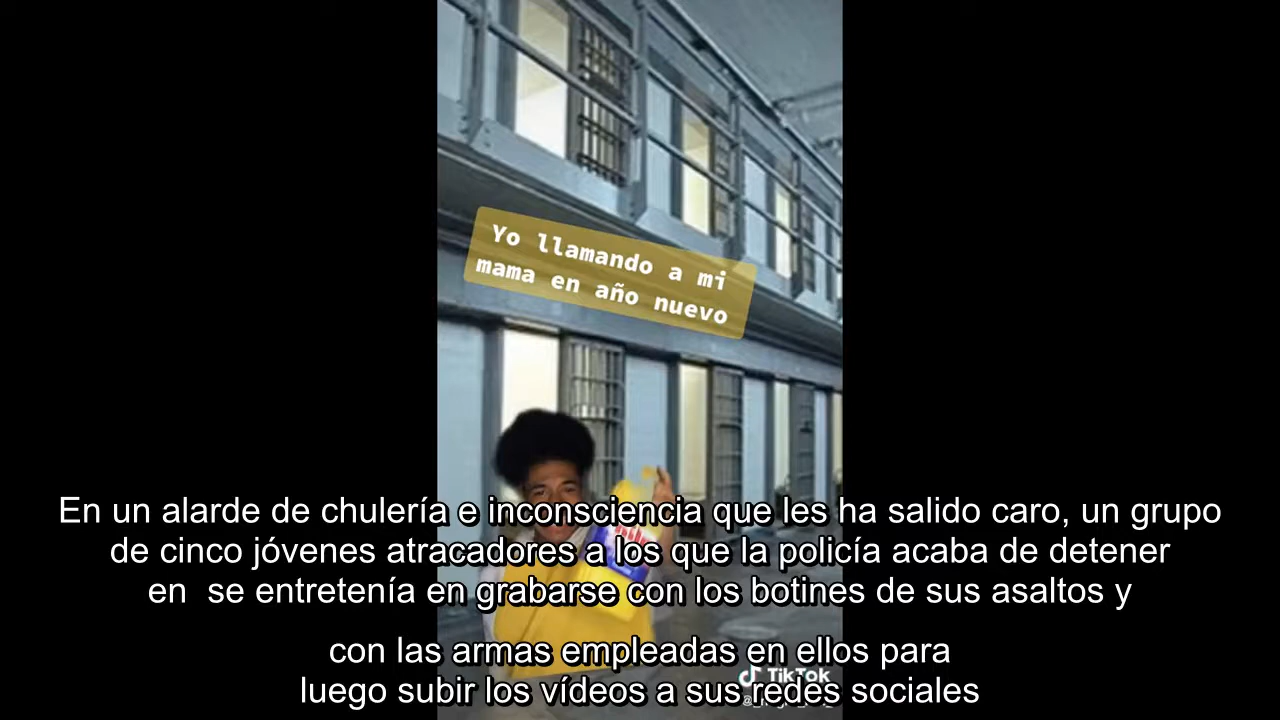 Yo llamando a mi
mama en año nuevo
En un alarde de chulería e inconsciencia que les ha salido caro, un grupo
de cinco jóvenes atracadores a los que la policía acaba de detener
en  se entretenía en grabarse con los botines de sus asaltos y
con las armas empleadas en ellos para
luego subir los vídeos a sus redes sociales
TikTok